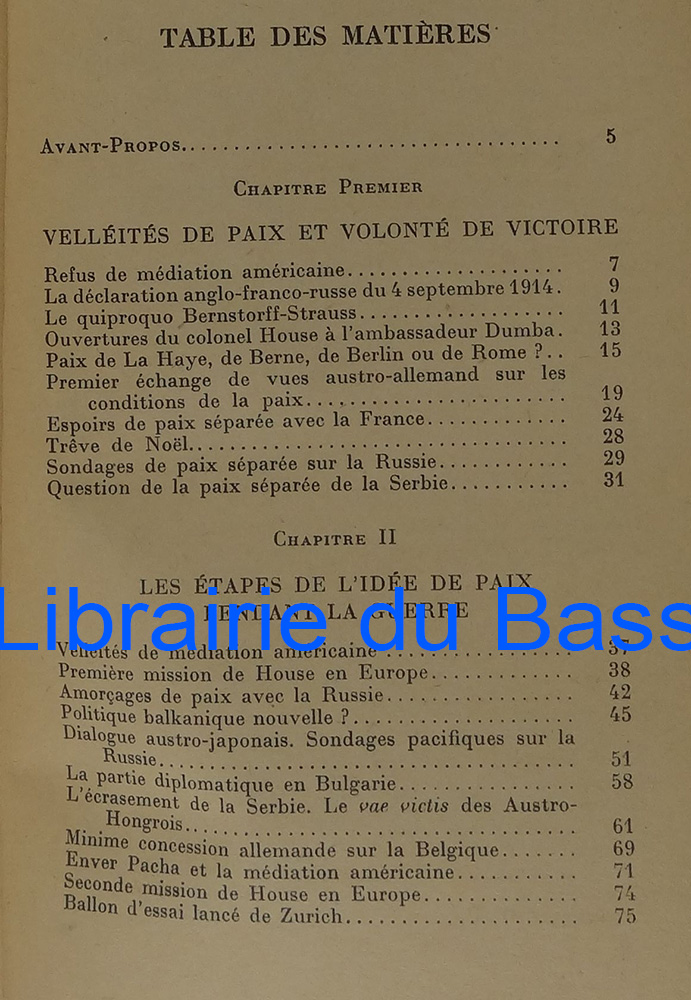 TABLE DES MATIÈRES
AVANT-PROPOS.................................... 5
CHAPITRE PREMIER
VELLÉITÉS DE PAIX ET VOLONTÉ DE VICTOIRE
Refus de médiation américaine..................... 7
La déclaration anglo-franco-russe du 4 septembre 1914. 9
Le quiproquo Bernstorff-Strauss.................... 11
Ouvertures du colonel House à l'ambassadeur Dumba. 13
Paix de La Haye, de Berne, de Berlin ou de Rome ?.. 15
Premier échange de vues austro-allemand sur les
conditions de la paix......................... 19
Espoirs de paix séparée avec la France............. 24
Trêve de Noël.................................... 28
Sondages de paix séparée sur la Russie............ 29
Question de la paix séparée de la Serbie........... 31
CHAPITRE II
LES ÉTAPES DE L'IDÉE DE PAIX
PENDANT LA GUERRE
Librairie du Bass
Velléités de médiation américaine.................. 37
Première mission de House en Europe.............. 38
Amorçages de paix avec la Russie.................. 42
Politique balkanique nouvelle ?..................... 45
Dialogue austro-japonais. Sondages pacifiques sur la
Russie........................................ 51
La partie diplomatique en Bulgarie................. 58
L'écrasement de la Serbie. Le vae victis des Austro-
Hongrois...................................... 61
Minime concession allemande sur la Belgique....... 69
Enver Pacha et la médiation américaine............ 71
Seconde mission de House en Europe............... 74
Ballon d'essai lancé de Zurich...................... 75